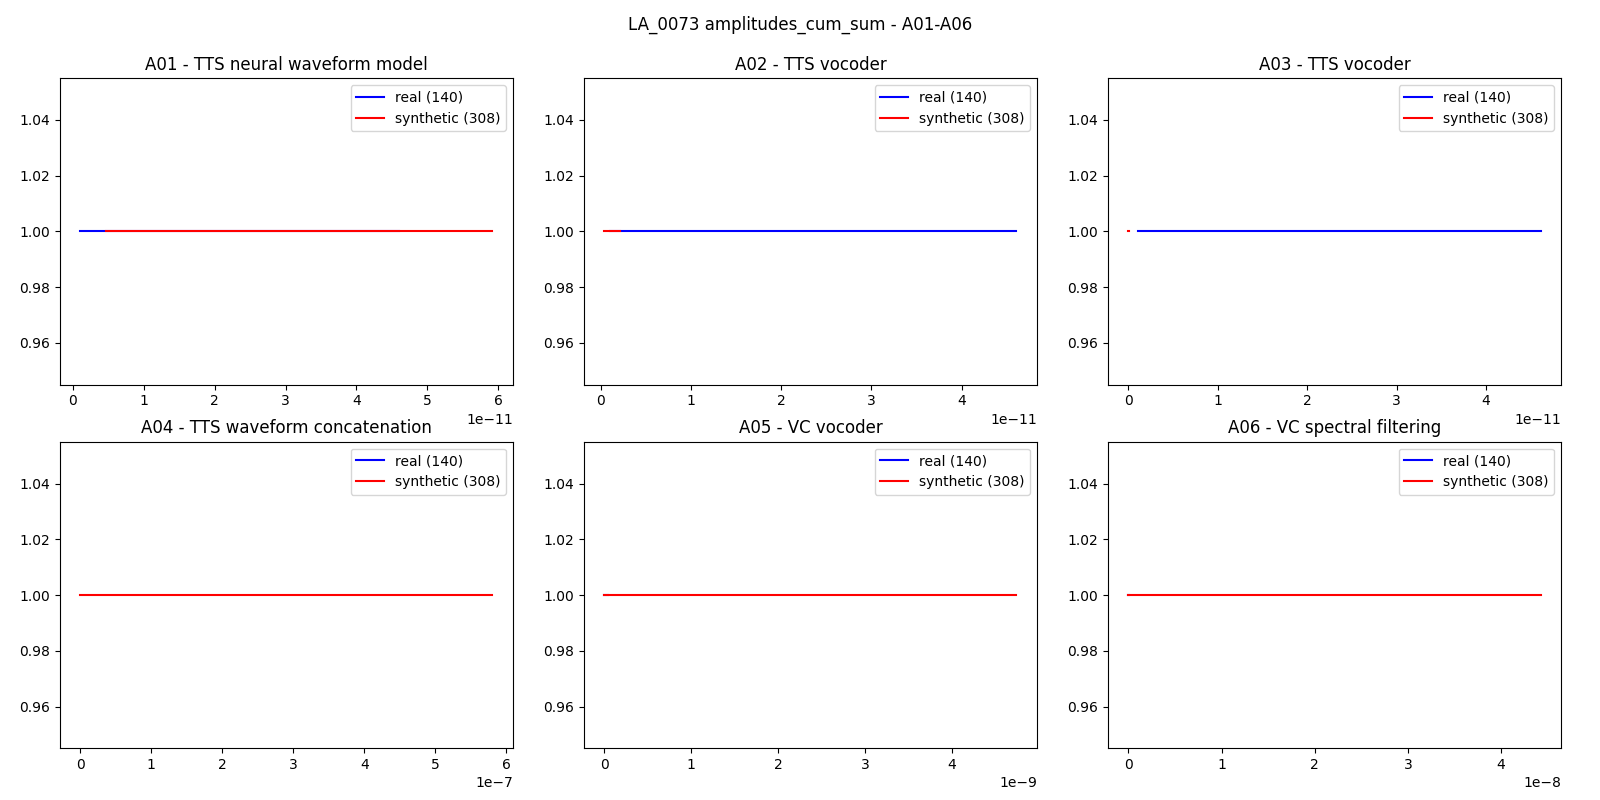 LA_0073 amplitudes_cum_sum - A01-A06
A01 - TTS neural waveform model
real (140)
synthetic (308)
1.04
1.02
1.00
0.98
0.96
0 1 2 3 4 5 6
1e−11
A02 - TTS vocoder
real (140)
synthetic (308)
1.04
1.02
1.00
0.98
0.96
0 1 2 3 4
1e−11
A03 - TTS vocoder
real (140)
synthetic (308)
1.04
1.02
1.00
0.98
0.96
0 1 2 3 4
1e−11
A04 - TTS waveform concatenation
real (140)
synthetic (308)
1.04
1.02
1.00
0.98
0.96
0 1 2 3 4 5 6
1e−7
A05 - VC vocoder
real (140)
synthetic (308)
1.04
1.02
1.00
0.98
0.96
0 1 2 3 4
1e−9
A06 - VC spectral filtering
real (140)
synthetic (308)
1.04
1.02
1.00
0.98
0.96
0 1 2 3 4
1e−8